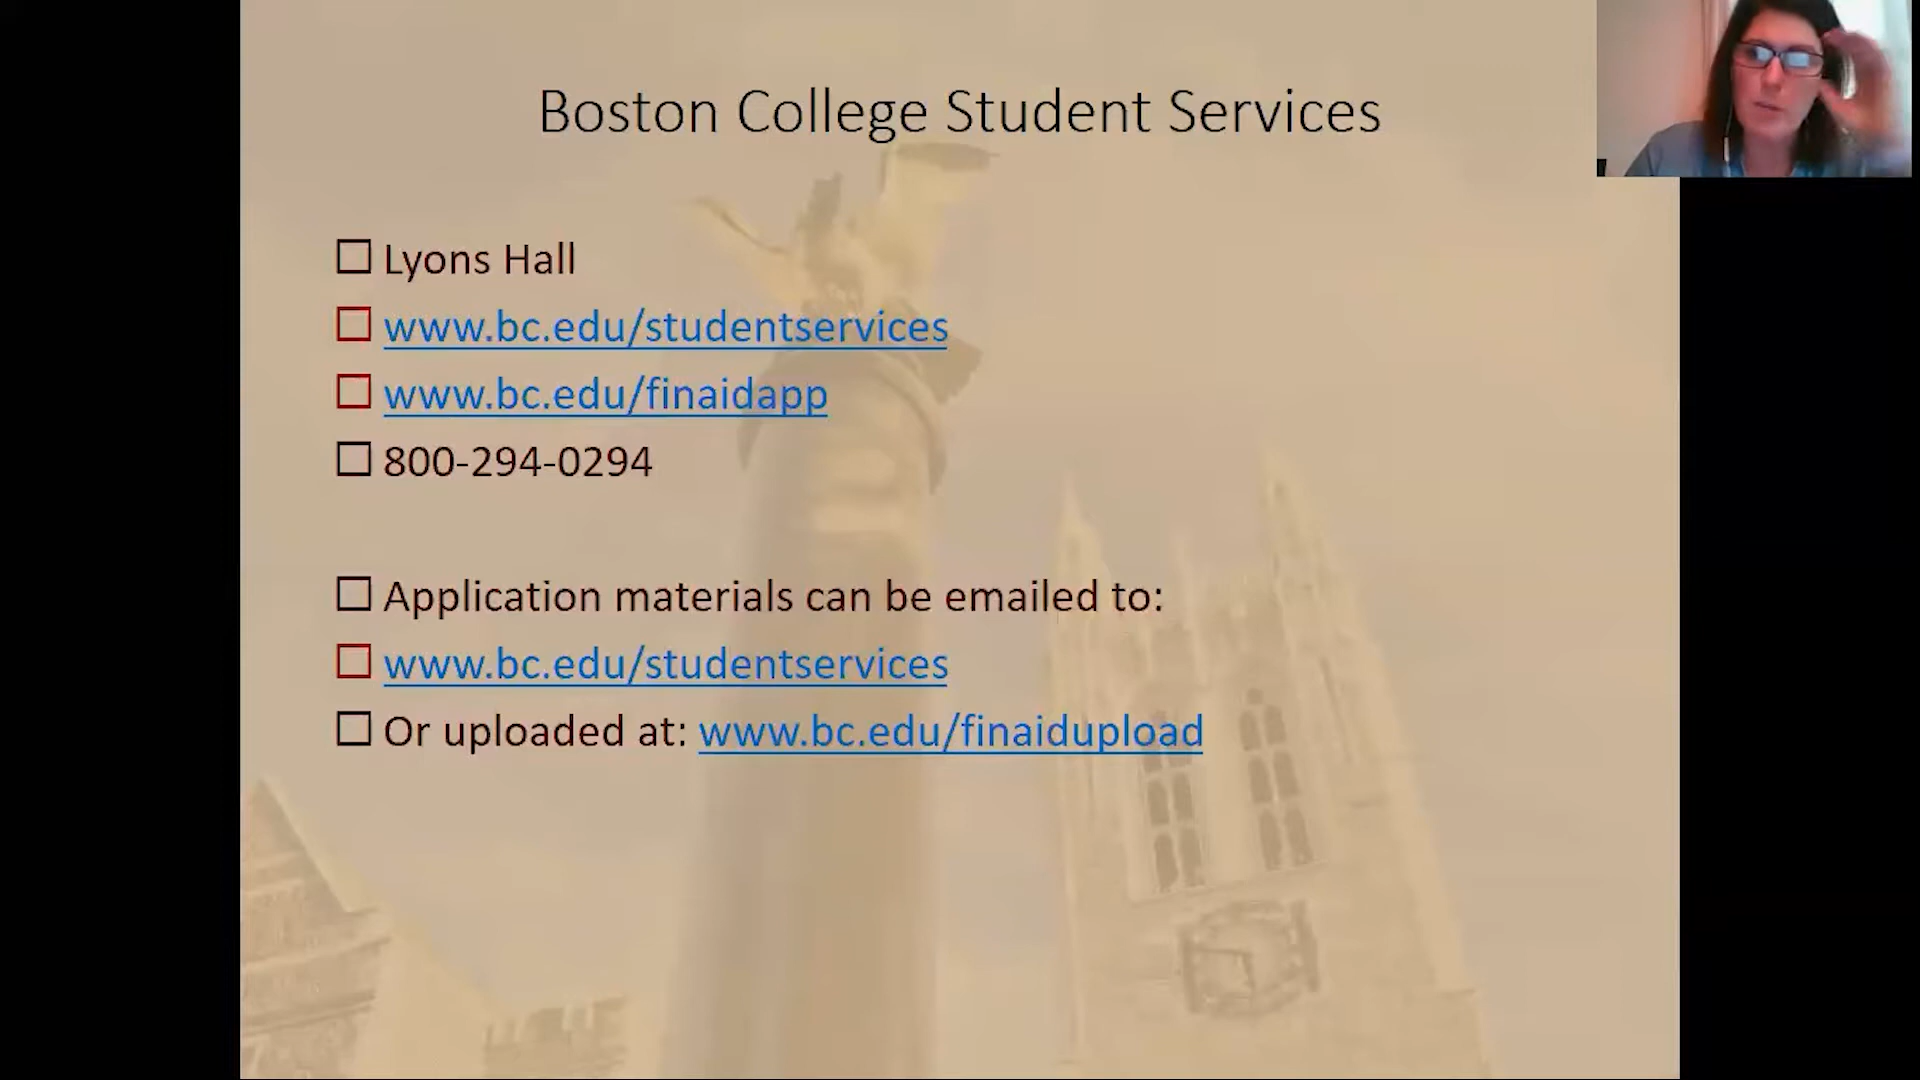 Boston College Student Services
Lyons Hall
www.bc.edu/studentservices
www.bc.edu/finaidapp
800-294-0294
Application materials can be emailed to:
www.bc.edu/studentservices
Or uploaded at: www.bc.edu/finaidupload